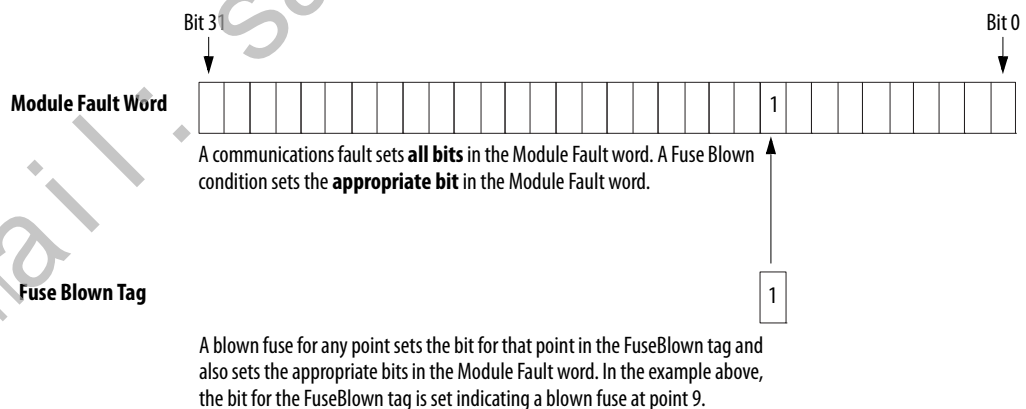 Bit 31
Bit 0
Module Fault Word
1
A communications fault sets all bits in the Module Fault word. A Fuse Blown
condition sets the appropriate bit in the Module Fault word.
Fuse Blown Tag
1
A blown fuse for any point sets the bit for that point in the FuseBlown tag and
also sets the appropriate bits in the Module Fault word. In the example above,
the bit for the FuseBlown tag is set indicating a blown fuse at point 9.